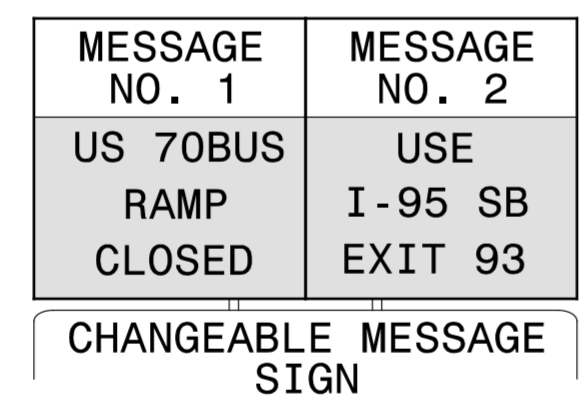 MESSAGE
NO. 1
MESSAGE
NO. 2
US 70BUS
RAMP
CLOSED
USE
I-95 SB
EXIT 93
CHANGEABLE MESSAGE
SIGN